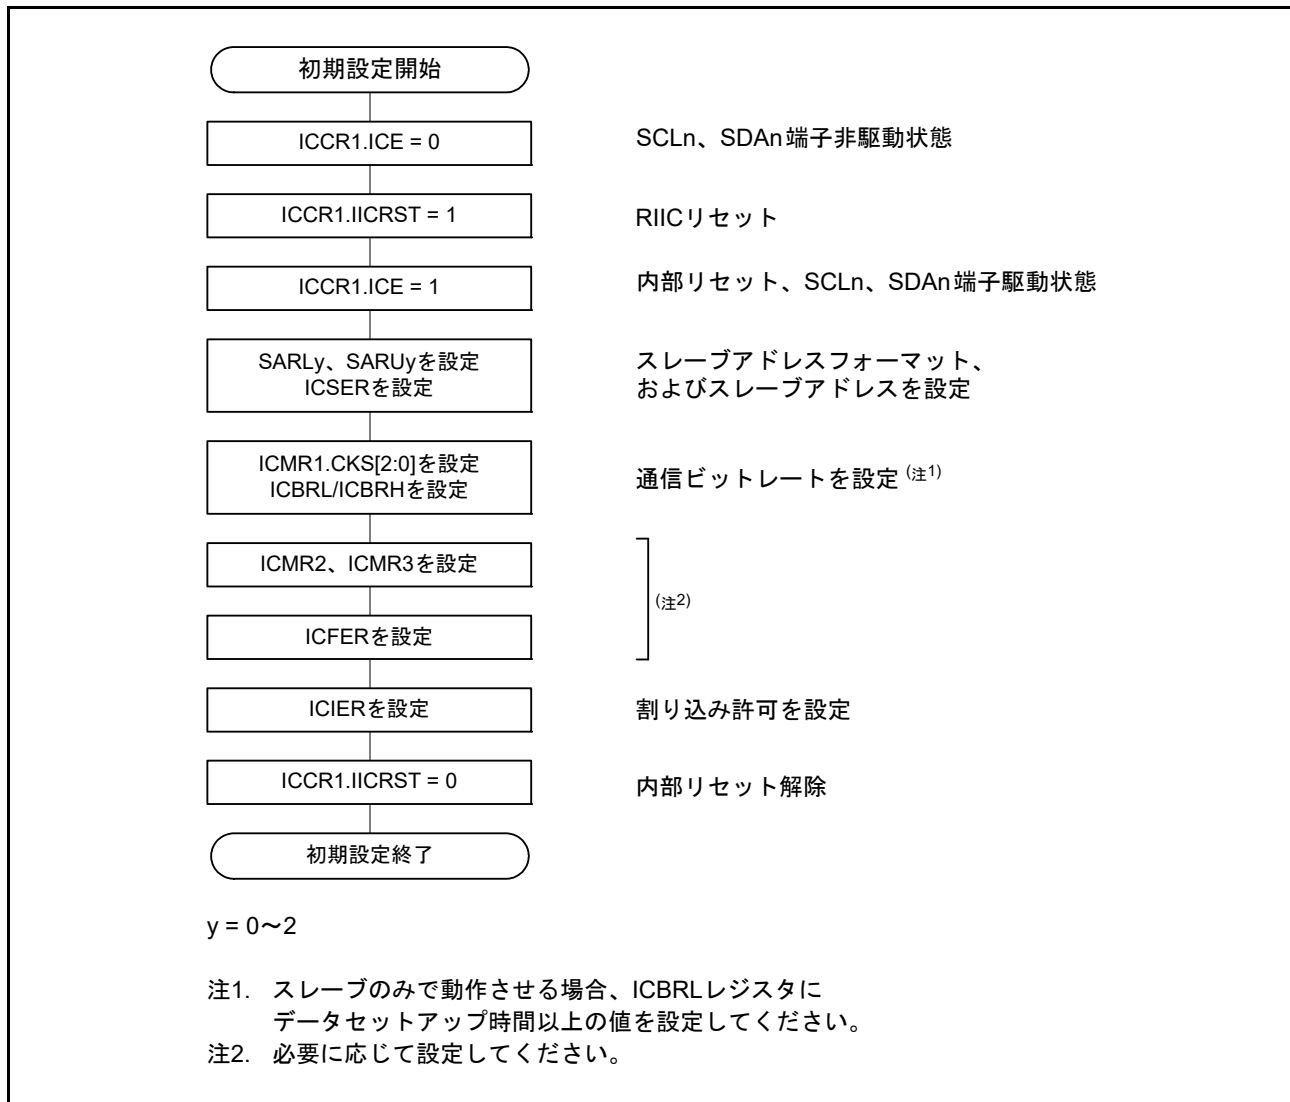 初期設定開始
ICCR1.ICE = 0
SCLn、SDAn端子非駆動状態
ICCR1.IICRST = 1
RIICリセット
ICCR1.ICE = 1
内部リセット、SCLn、SDAn端子駆動状態
SARLy、SARUyを設定
ICSERを設定
スレーブアドレスフォーマット、
およびスレーブアドレスを設定
ICMR1.CKS[2:0]を設定
ICBRL/ICBRHを設定
通信ビットレートを設定 (注1)
ICMR2、ICMR3を設定
ICFERを設定
(注2)
ICIERを設定
割り込み許可を設定
ICCR1.IICRST = 0
内部リセット解除
初期設定終了
y = 0～2
注1. スレーブのみで動作させる場合、ICBRLレジスタに
データセットアップ時間以上の値を設定してください。
注2. 必要に応じて設定してください。